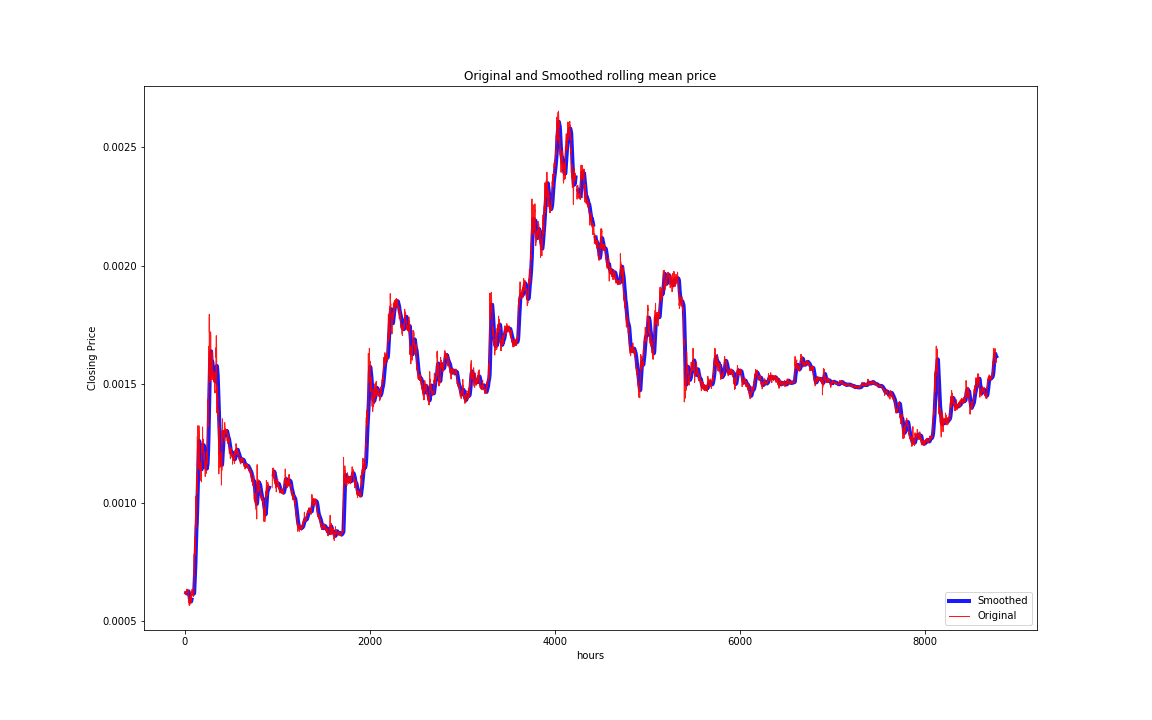 Original and Smoothed rolling mean price
Closing Price
0.0025
0.0020
0.0015
0.0010
0.0005
0
2000
4000
6000
8000
hours
Smoothed
Original